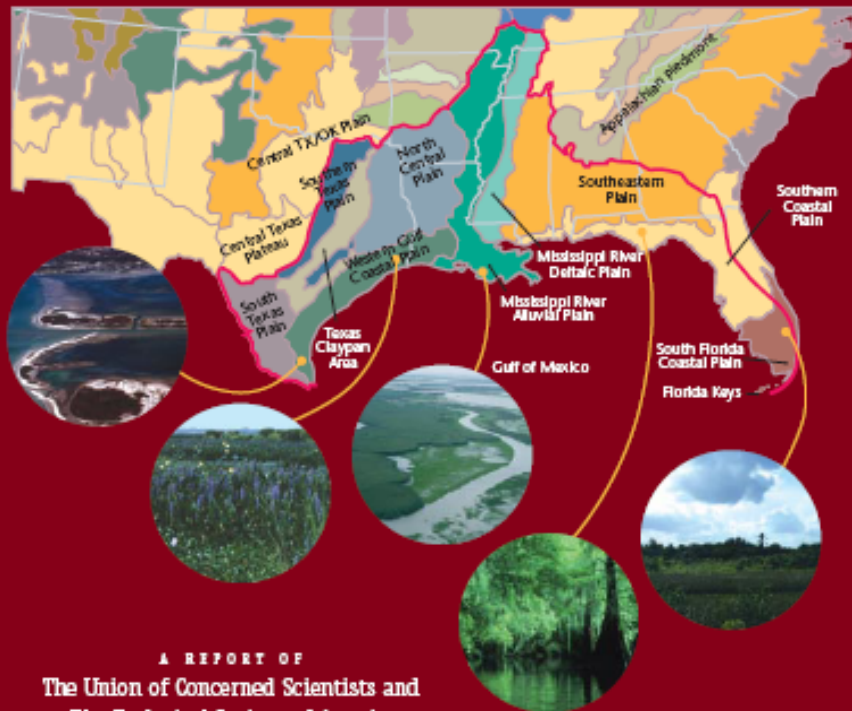 Appalachian Piedmont
Central TX/OK Plain
Southern
Texas
Plain
North
Central
Plain
Southeastern
Plain
Southern
Coastal
Plain
Central Texas
Plateau
Western Gulf
Coastal Plain
Mississippi River
Deltaic Plain
South
Texas
Plain
Mississippi River
Alluvial Plain
Texas
Claypan
Area
South Florida
Coastal Plain
Gulf of Mexico
Florida Keys
A REPORT OF
The Union of Concerned Scientists and